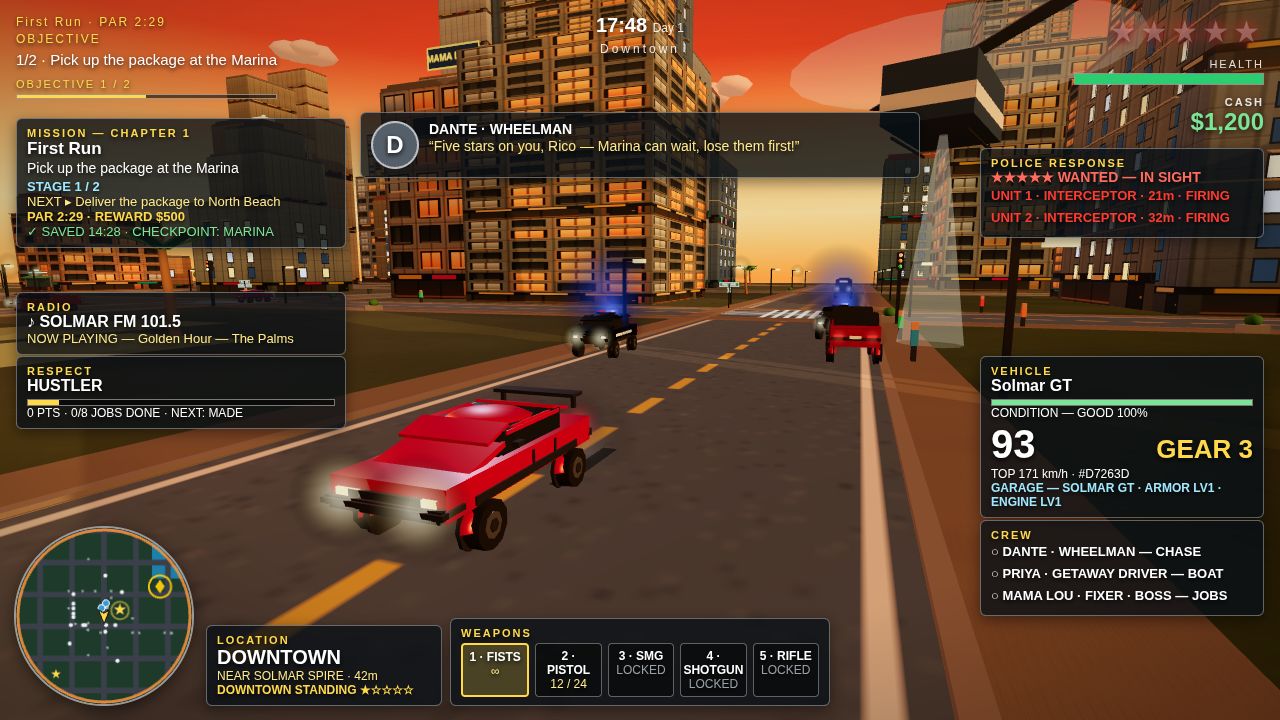 First Run · PAR 2:29
OBJECTIVE
1/2 · Pick up the package at the Marina
OBJECTIVE 1 / 2
17:48 Day 1
Downtown
HEALTH
CASH
$1,200
MISSION — CHAPTER 1
First Run
Pick up the package at the Marina
STAGE 1 / 2
NEXT ▸ Deliver the package to North Beach
PAR 2:29 · REWARD $500
✓ SAVED 14:28 · CHECKPOINT: MARINA
D
DANTE · WHEELMAN
“Five stars on you, Rico — Marina can wait, lose them first!”
POLICE RESPONSE
★★★★★ WANTED — IN SIGHT
UNIT 1 · INTERCEPTOR · 21m · FIRING
UNIT 2 · INTERCEPTOR · 32m · FIRING
RADIO
♪ SOLMAR FM 101.5
NOW PLAYING — Golden Hour — The Palms
RESPECT
HUSTLER
0 PTS · 0/8 JOBS DONE · NEXT: MADE
VEHICLE
Solmar GT
CONDITION — GOOD 100%
93 GEAR 3
TOP 171 km/h · #D7263D
GARAGE — SOLMAR GT · ARMOR LV1 ·
ENGINE LV1
CREW
○ DANTE · WHEELMAN — CHASE
○ PRIYA · GETAWAY DRIVER — BOAT
○ MAMA LOU · FIXER · BOSS — JOBS
LOCATION
DOWNTOWN
NEAR SOLMAR SPIRE · 42m
DOWNTOWN STANDING ★☆☆☆☆
WEAPONS
1 · FISTS
∞
2 · PISTOL
12 / 24
3 · SMG
LOCKED
4 · SHOTGUN
LOCKED
5 · RIFLE
LOCKED
MAMA